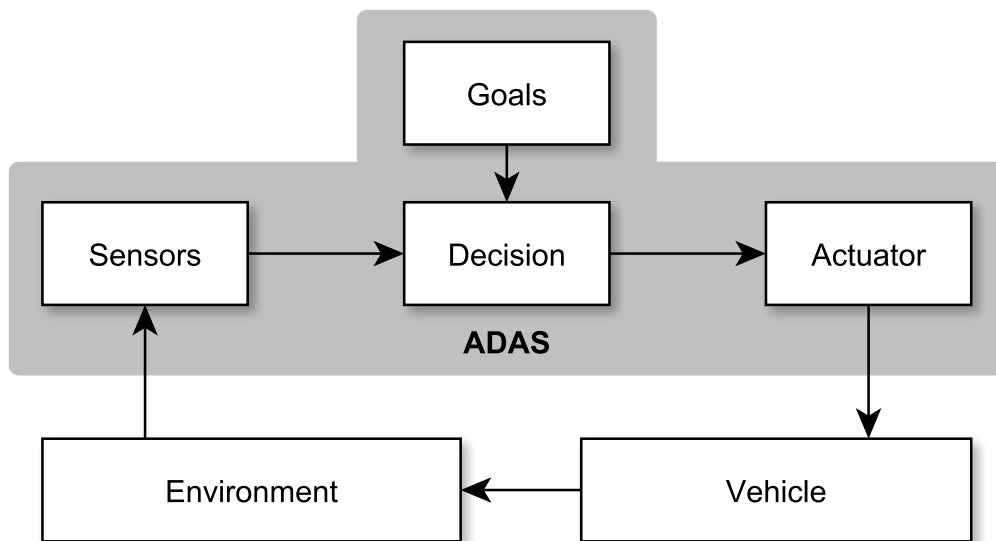 Goals
Sensors
Decision
Actuator
ADAS
Environment
Vehicle